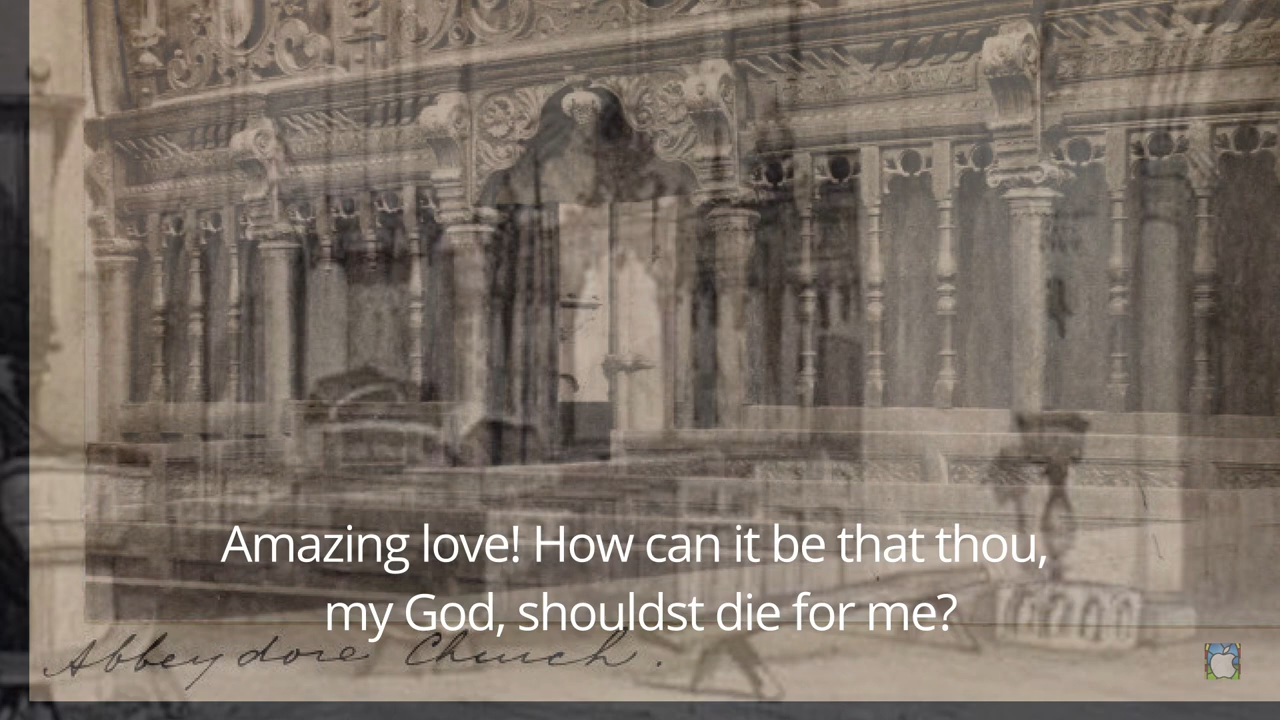 Amazing love! How can it be that thou,
my God, shouldst die for me?
Abbeydore Church.